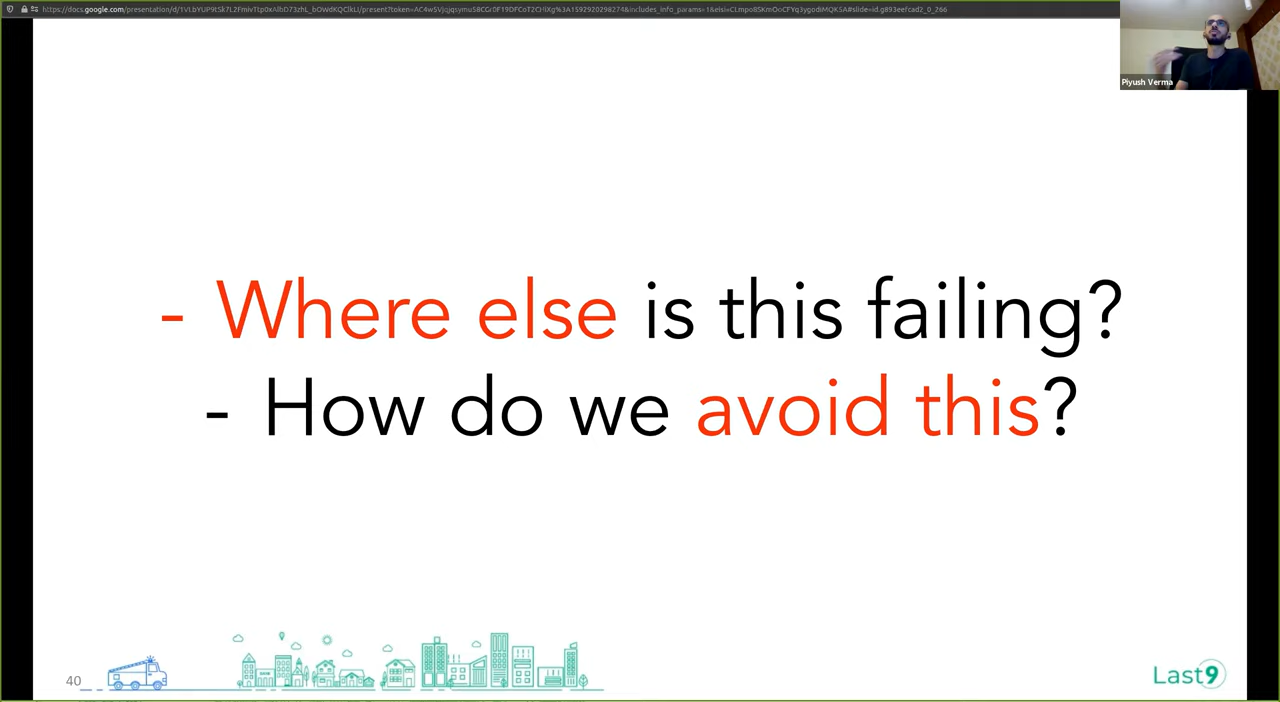 Piyush Verma
- Where else is this failing?
- How do we avoid this?
40
Last9